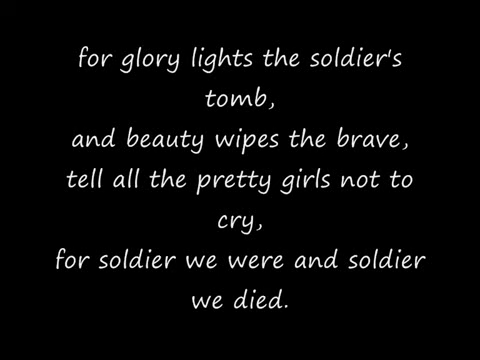 for glory lights the soldier's
tomb,
and beauty wipes the brave,
tell all the pretty girls not to
cry,
for soldier we were and soldier
we died.